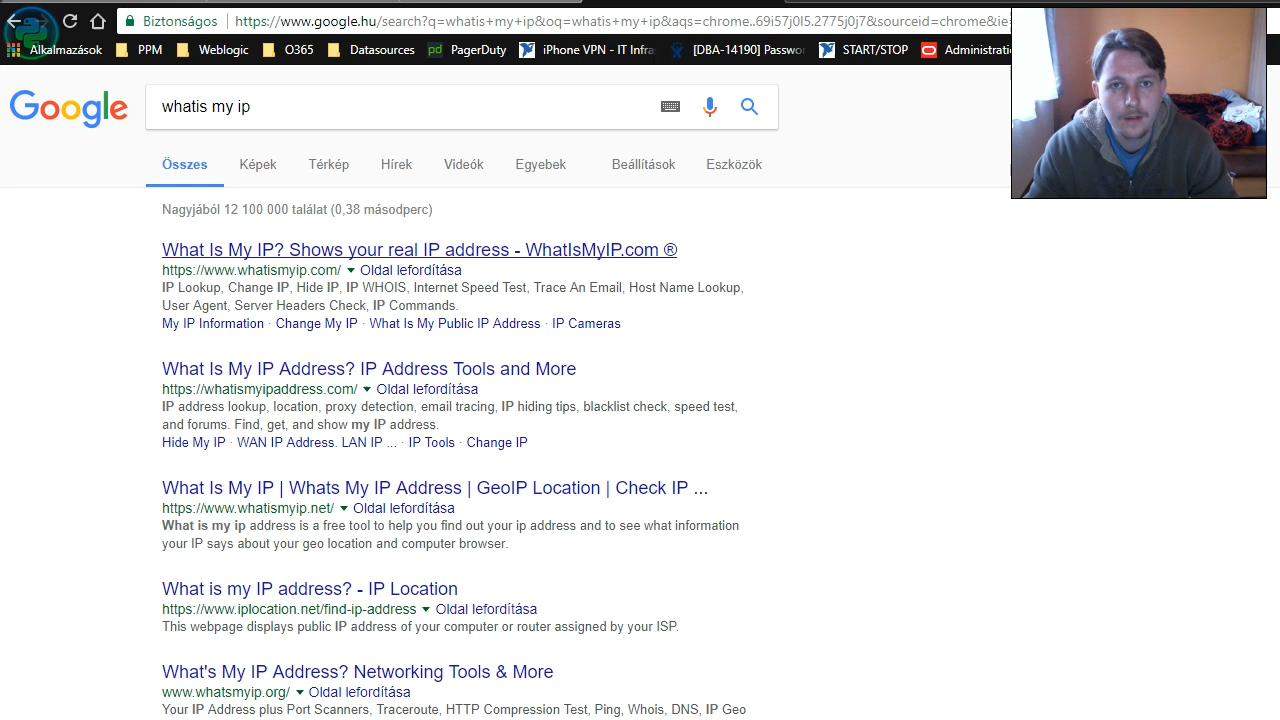 Biztonságos https://www.google.hu/search?q=whatis+my+ip&oq=whatis+my+ip&aqs=chrome..69i57j0l5.2775j0j7&sourceid=chrome&ie=
Alkalmazások PPM Weblogic O365 Datasources pd PagerDuty iPhone VPN - IT Infra [DBA-14190] Passwo START/STOP Administrati
Google whatis my ip
Összes Képek Térkép Hírek Videók Egyebek Beállítások Eszközök
Nagyjából 12 100 000 találat (0,38 másodperc)
What Is My IP? Shows your real IP address - WhatIsMyIP.com ®
https://www.whatismyip.com/ Oldal lefordítása
IP Lookup, Change IP, Hide IP, IP WHOIS, Internet Speed Test, Trace An Email, Host Name Lookup,
User Agent, Server Headers Check, IP Commands.
My IP Information · Change My IP · What Is My Public IP Address · IP Cameras
What Is My IP Address? IP Address Tools and More
https://whatismyipaddress.com/ Oldal lefordítása
IP address lookup, location, proxy detection, email tracing, IP hiding tips, blacklist check, speed test,
and forums. Find, get, and show my IP address.
Hide My IP · WAN IP Address. LAN IP ... · IP Tools · Change IP
What Is My IP | Whats My IP Address | GeoIP Location | Check IP ...
https://www.whatismyip.net/ Oldal lefordítása
What is my ip address is a free tool to help you find out your ip address and to see what information
your IP says about your geo location and computer browser.
What is my IP address? - IP Location
https://www.iplocation.net/find-ip-address Oldal lefordítása
This webpage displays public IP address of your computer or router assigned by your ISP.
What's My IP Address? Networking Tools & More
www.whatsmyip.org/ Oldal lefordítása
Your IP Address plus Port Scanners, Traceroute, HTTP Compression Test, Ping, Whois, DNS, IP Geo